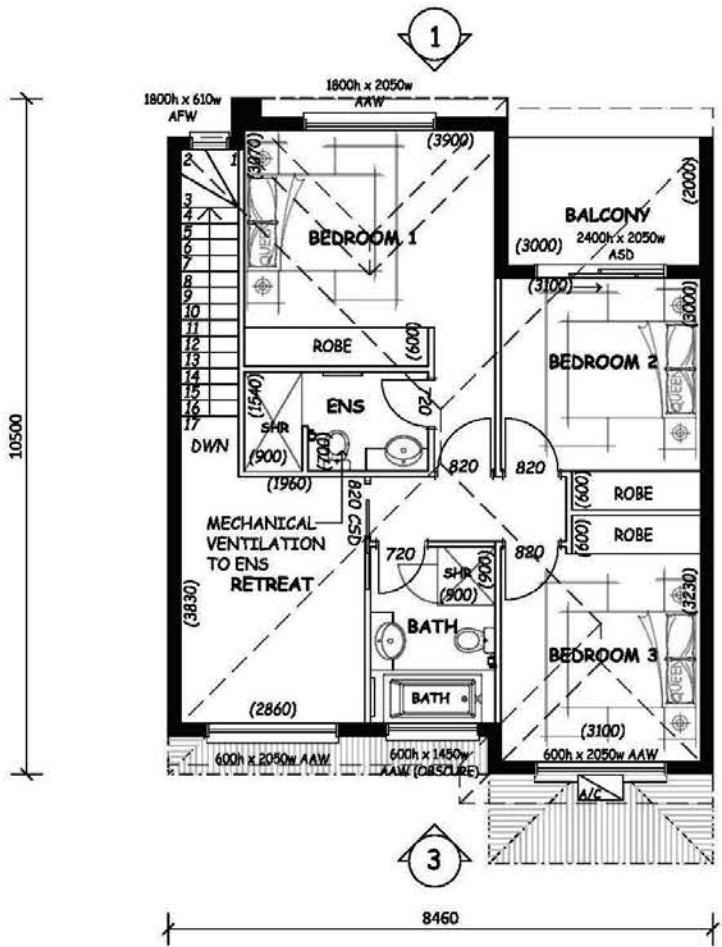 1
1800h x 2050w
AAW
1800h x 610w
AFW
2 1
3
4
5
6
7
8
9
10
11
12
13
14
15
16
17
DWN
(3070)
(3900)
QUEEN
BEDROOM 1
(600)
ROBE
BALCONY
(2000)
(3000)
2400h x 2050w
ASD
(3100)
(3000)
BEDROOM 2
QUEEN
(1540)
ENS
720
SHR
(900)
(700)
(1960)
820
820
820 CSD
(600)
ROBE
(600)
ROBE
MECHANICAL
VENTILATION
TO ENS
RETREAT
(3830)
720
SHR
(900)
(900)
820
BATH
(3230)
BEDROOM 3
QUEEN
BATH
(2860)
(3100)
600h x 2050w AAW
600h x 1450w
AAW (OBSCURE)
600h x 2050w AAW
A/C
10500
3
8460